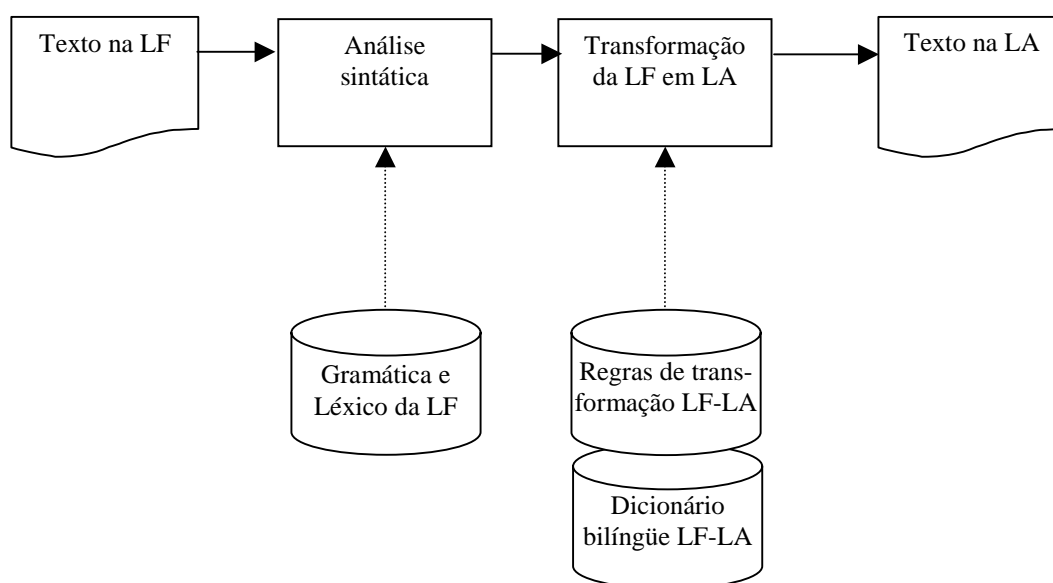 Texto na LF
Análise
sintática
Transformação
da LF em LA
Texto na LA
Gramática e
Léxico da LF
Regras de trans-
formação LF-LA
Dicionário
bilíngüe LF-LA